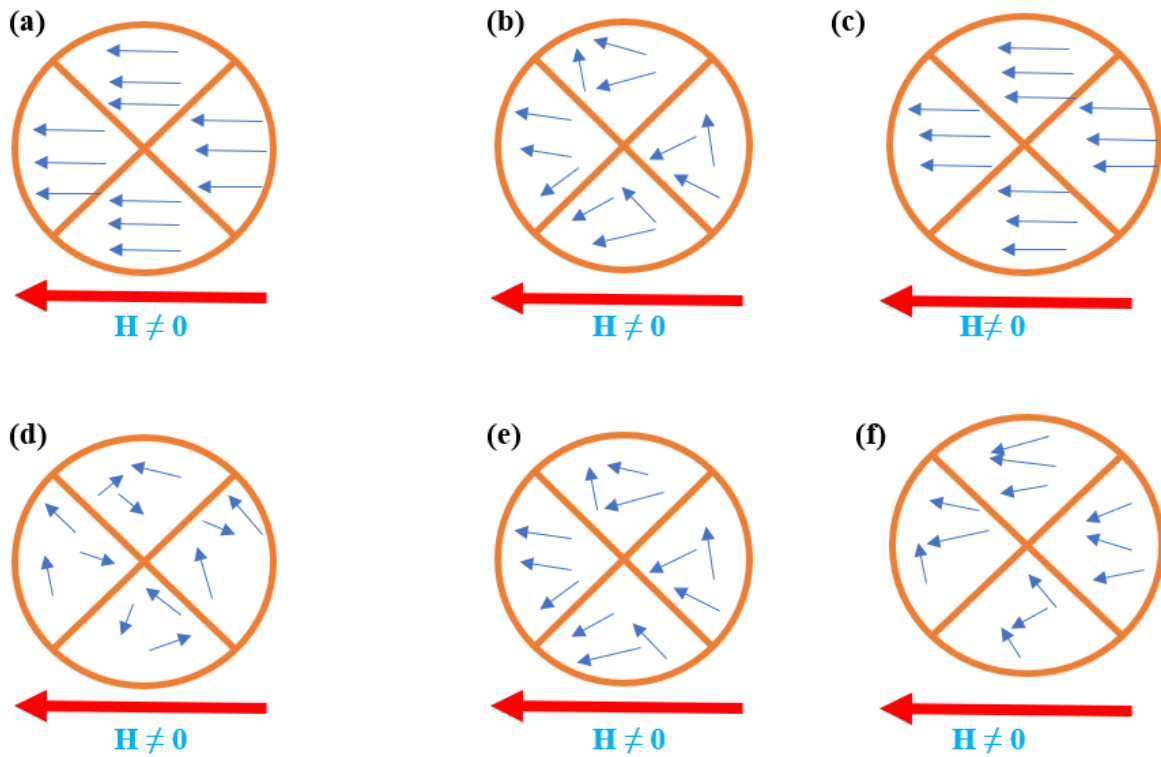 (a) (b) (c)
H ≠ 0 H ≠ 0 H≠ 0
(d) (e) (f)
H ≠ 0 H ≠ 0 H ≠ 0